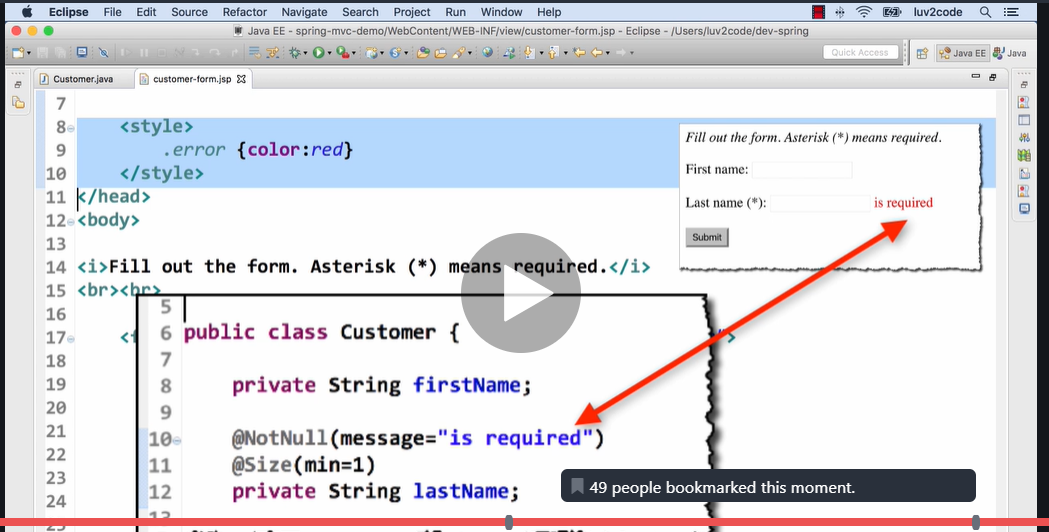 Eclipse File Edit Source Refactor Navigate Search Project Run Window Help luv2code
Java EE - spring-mvc-demo/WebContent/WEB-INF/view/customer-form.jsp - Eclipse - /Users/luv2code/dev-spring
Quick Access Java EE Java
Customer.java customer-form.jsp
7
8 <style>
9 .error {color:red}
10 </style>
11 </head>
12 <body>
13
14 <i>Fill out the form. Asterisk (*) means required.</i>
15 <br><br>
16
17 <f
18
19
20
21
22
23
24
Fill out the form. Asterisk (*) means required.
First name:
Last name (*): is required
Submit
5
6 public class Customer {
7
8 private String firstName;
9
10 @NotNull(message="is required")
11 @Size(min=1)
12 private String lastName;
49 people bookmarked this moment.